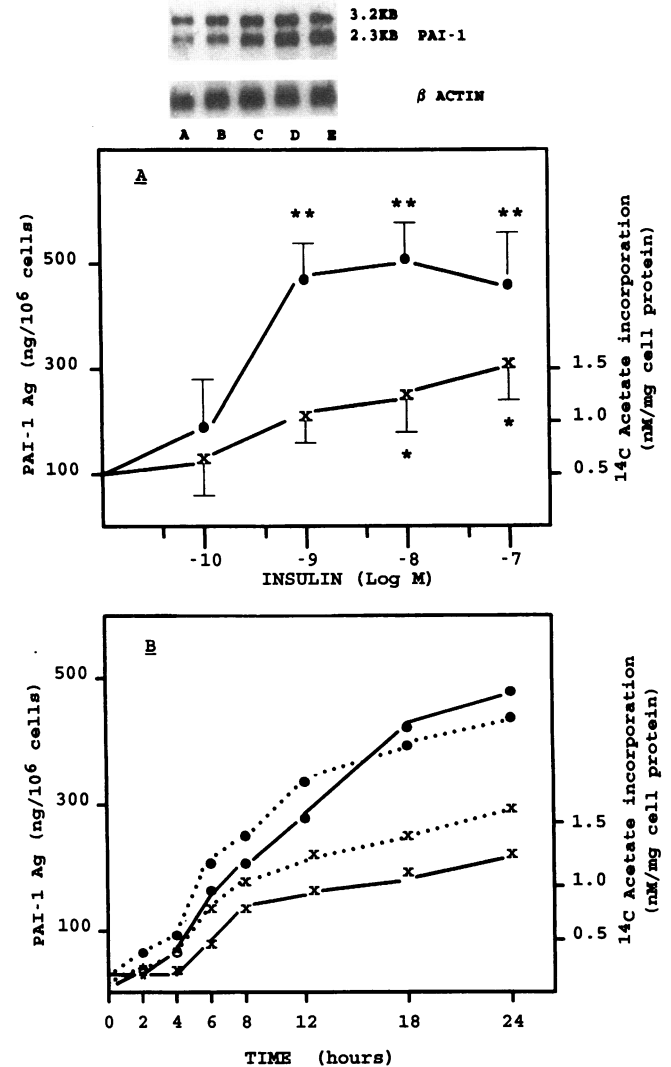 3.2KB
2.3KB PAI-1
β ACTIN
A B C D E
A
PAI-1 Ag (ng/10⁶ cells)
500
300
100
** ** **
* *
1.5
1.0
0.5
¹⁴C Acetate incorporation
(nM/mg cell protein)
-10 -9 -8 -7
INSULIN (Log M)
B
PAI-1 Ag (ng/10⁶ cells)
500
300
100
1.5
1.0
0.5
¹⁴C Acetate incorporation
(nM/mg cell protein)
0 2 4 6 8 12 18 24
TIME (hours)